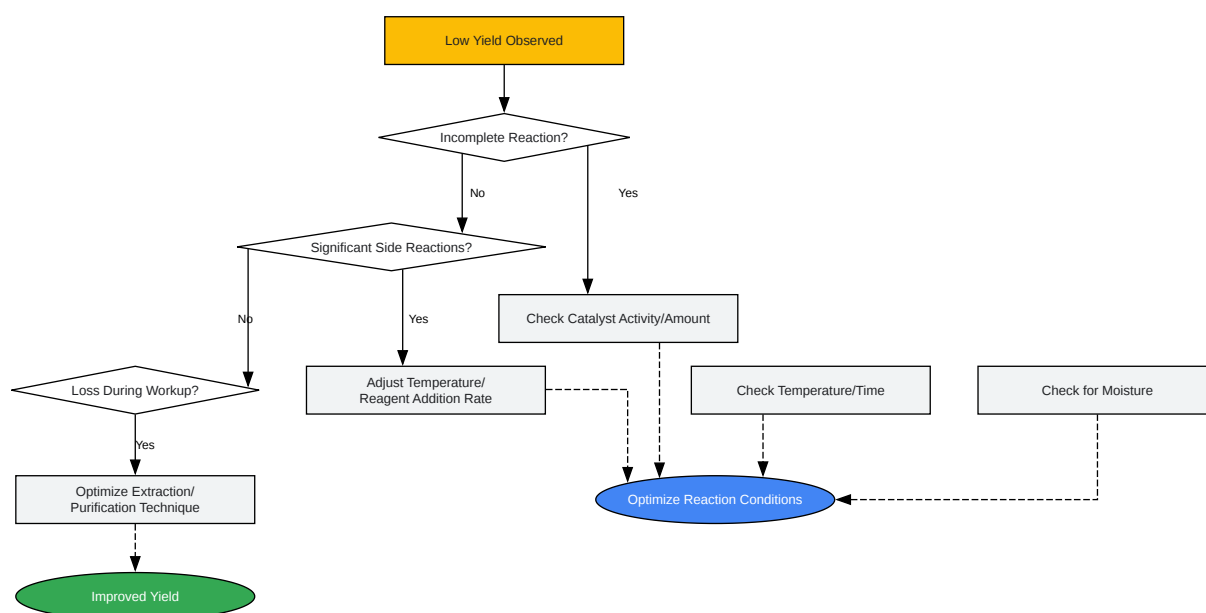 Low Yield Observed
Incomplete Reaction?
No
Yes
Significant Side Reactions?
No
Yes
Check Catalyst Activity/Amount
Loss During Workup?
Adjust Temperature/
Reagent Addition Rate
Check Temperature/Time
Check for Moisture
Yes
Optimize Extraction/
Purification Technique
Optimize Reaction Conditions
Improved Yield